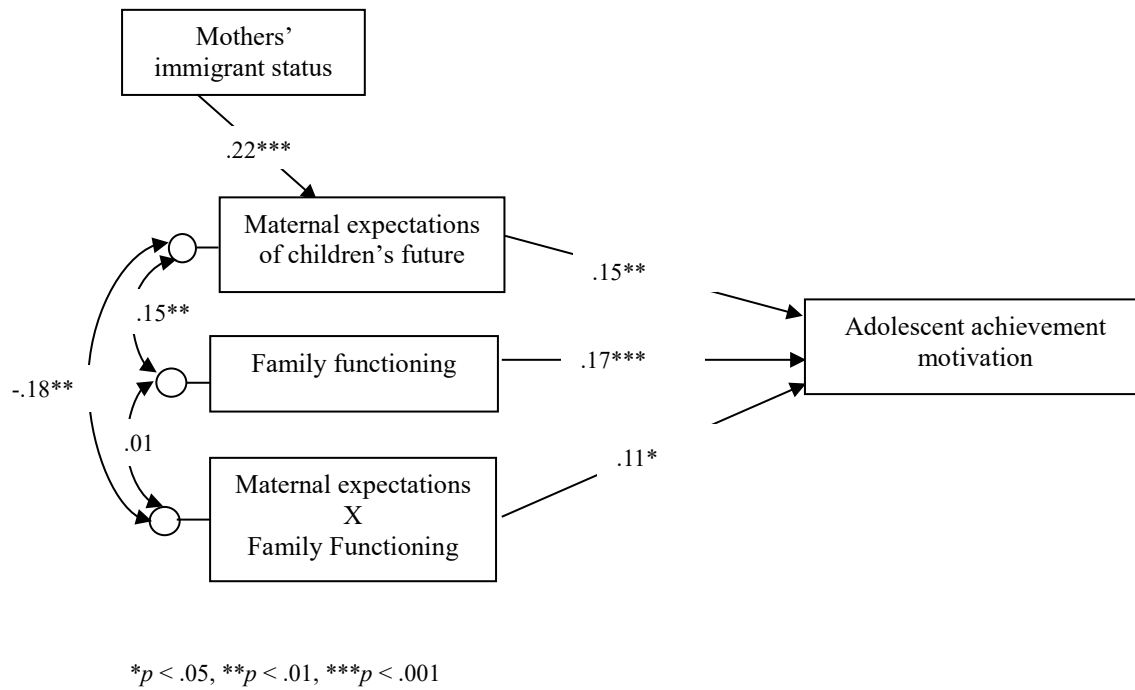 Mothers’
immigrant status
.22***
Maternal expectations
of children’s future
.15**
.15**
Adolescent achievement
motivation
Family functioning
.17***
-.18**
.01
.11*
Maternal expectations
X
Family Functioning
*p < .05, **p < .01, ***p < .001